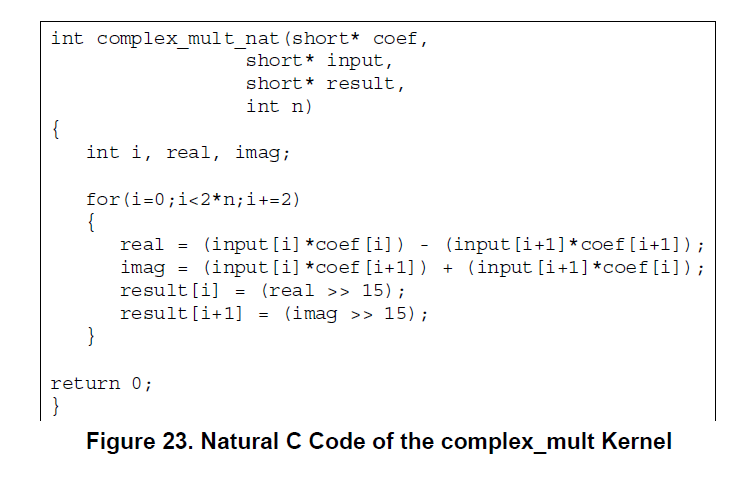 int complex_mult_nat(short* coef,
                     short* input,
                     short* result,
                     int n)
{
   int i, real, imag;

   for(i=0;i<2*n;i+=2)
   {
      real = (input[i]*coef[i]) - (input[i+1]*coef[i+1]);
      imag = (input[i]*coef[i+1]) + (input[i+1]*coef[i]);
      result[i] = (real >> 15);
      result[i+1] = (imag >> 15);
   }

return 0;
}
Figure 23. Natural C Code of the complex_mult Kernel